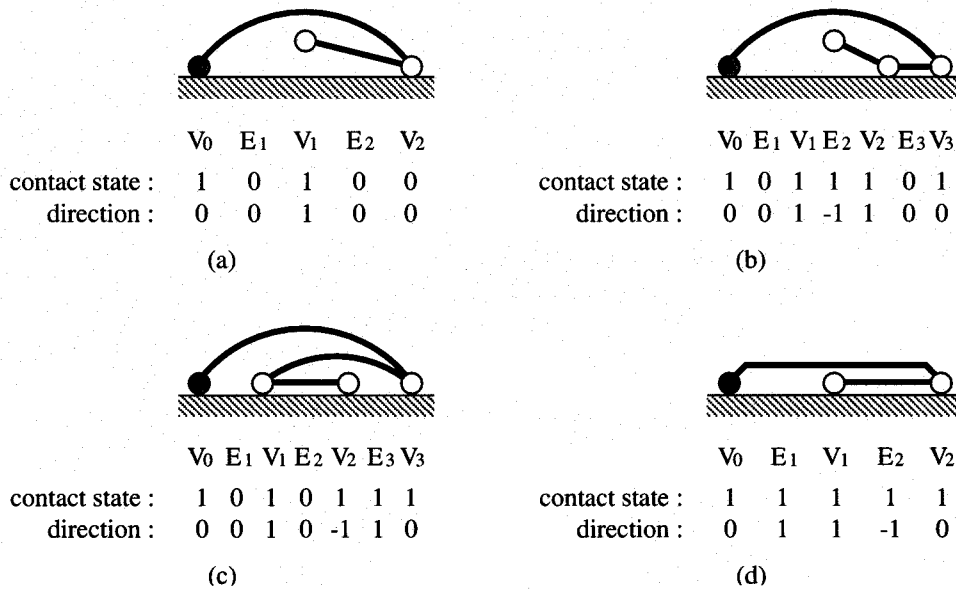 V0 E1 V1 E2 V2
contact state : 1 0 1 0 0
direction : 0 0 1 0 0
(a)
V0 E1 V1 E2 V2 E3 V3
contact state : 1 0 1 1 1 0 1
direction : 0 0 1 -1 1 0 0
(b)
V0 E1 V1 E2 V2 E3 V3
contact state : 1 0 1 0 1 1 1
direction : 0 0 1 0 -1 1 0
(c)
V0 E1 V1 E2 V2
contact state : 1 1 1 1 1
direction : 0 1 1 -1 0
(d)